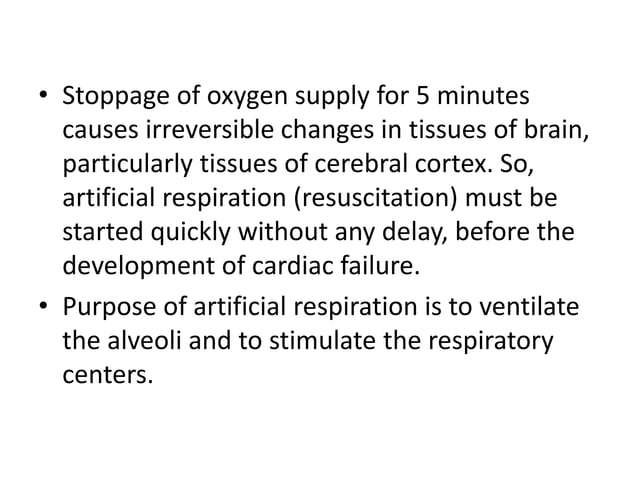 • Stoppage of oxygen supply for 5 minutes
causes irreversible changes in tissues of brain,
particularly tissues of cerebral cortex. So,
artificial respiration (resuscitation) must be
started quickly without any delay, before the
development of cardiac failure.
• Purpose of artificial respiration is to ventilate
the alveoli and to stimulate the respiratory
centers.